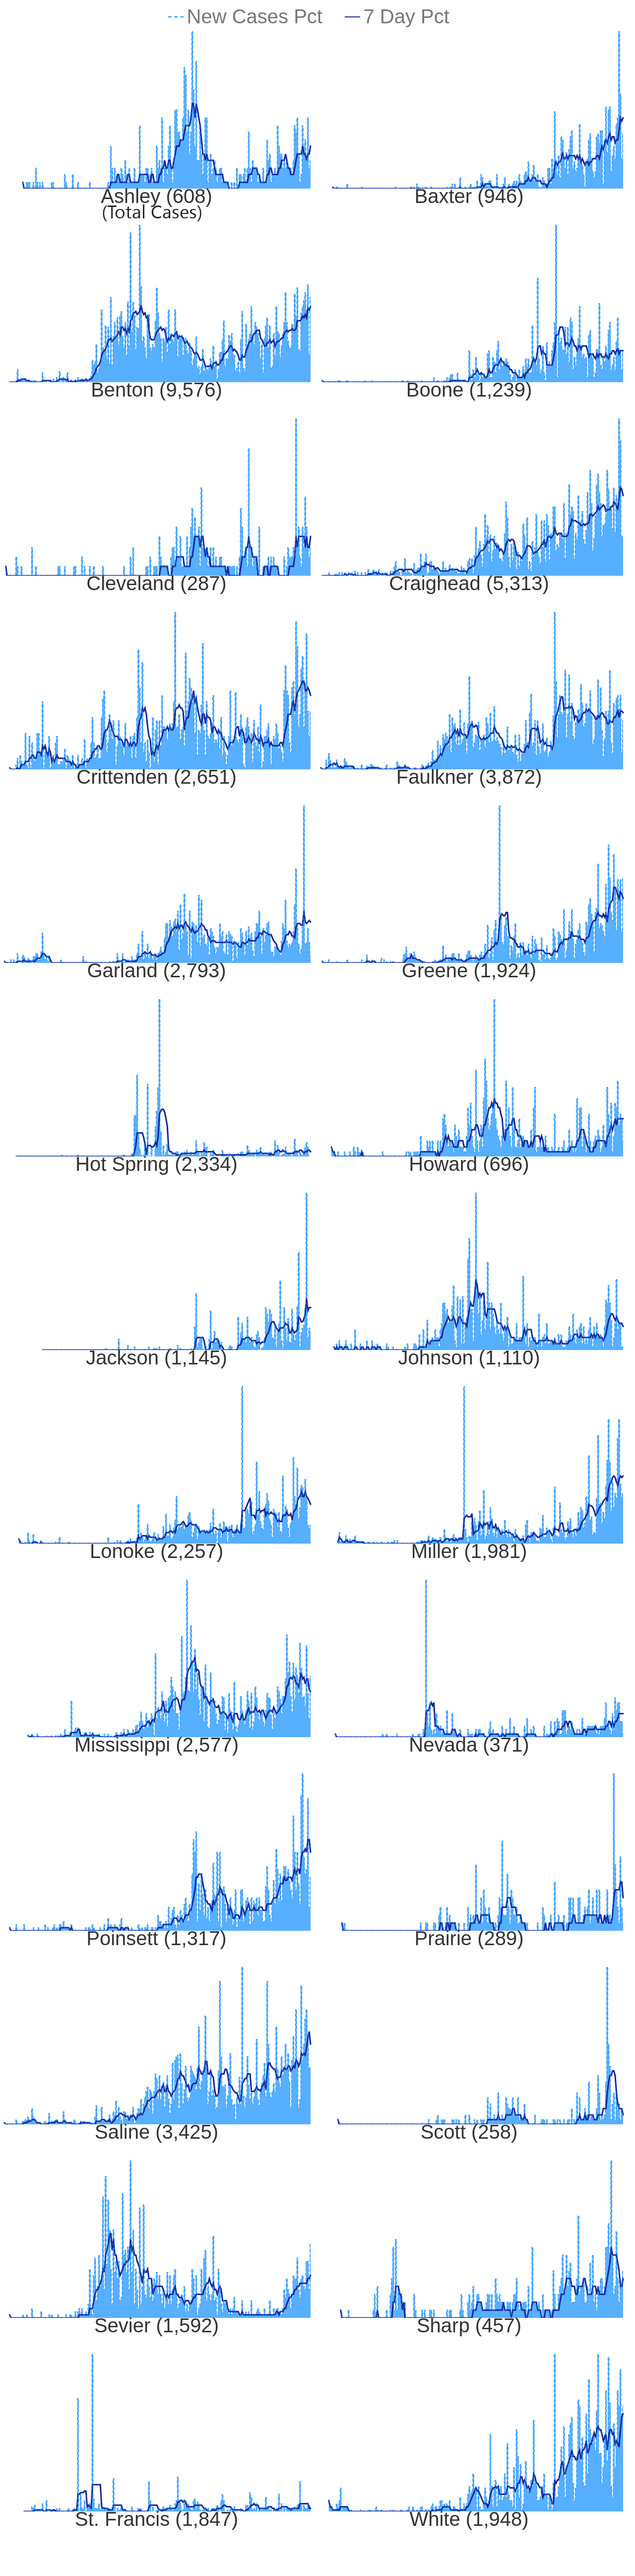 New Cases Pct 7 Day Pct
Ashley (608) Baxter (946)
(Total Cases)
Benton (9,576) Boone (1,239)
Cleveland (287) Craighead (5,313)
Crittenden (2,651) Faulkner (3,872)
Garland (2,793) Greene (1,924)
Hot Spring (2,334) Howard (696)
Jackson (1,145) Johnson (1,110)
Lonoke (2,257) Miller (1,981)
Mississippi (2,577) Nevada (371)
Poinsett (1,317) Prairie (289)
Saline (3,425) Scott (258)
Sevier (1,592) Sharp (457)
St. Francis (1,847) White (1,948)